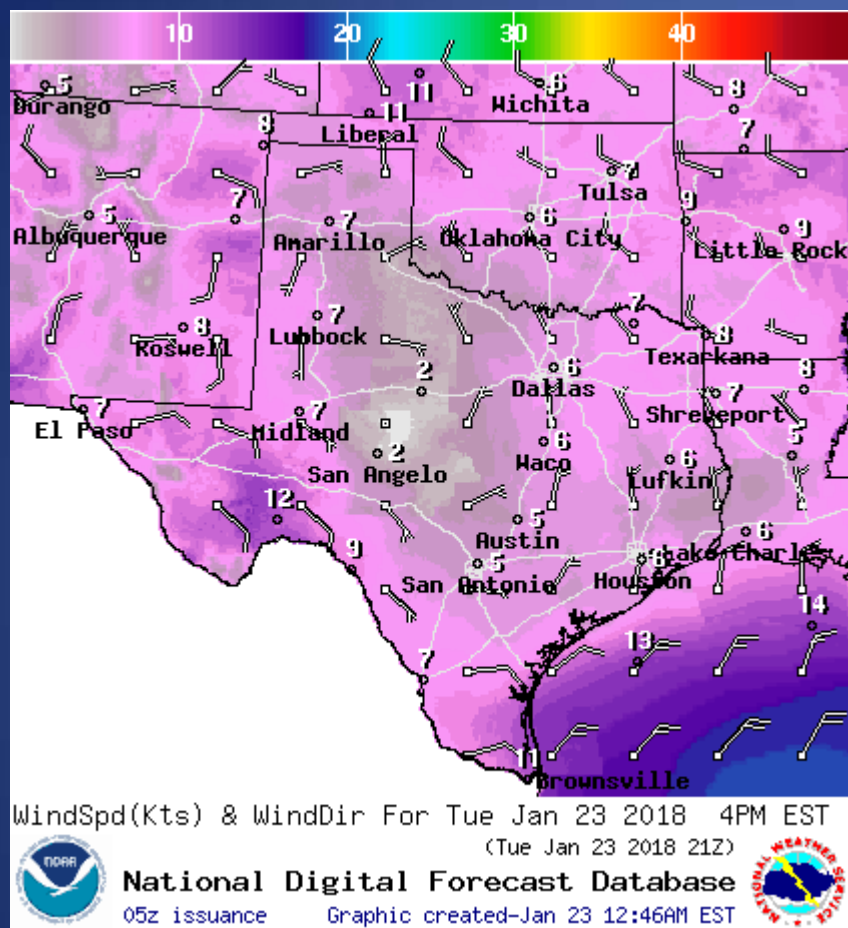 10 20 30 40
5 11 6 8
Durango Wichita
11
Liberal
8 7
7
Tulsa
5 7 7 6 9 9
Albuquerque Amarillo Oklahoma City Little Rock
7 7
8 8
Roswell Lubbock Texarkana
6
2 Dallas 7 8
7 7 Shreveport
El Paso Midland
2 6 6 5
San Angelo Waco Lufkin
12 5 6
Austin Lake Charles
9 5 8
San Antonio Houston
14
13
7
11
Brownsville
WindSpd(Kts) & WindDir For Tue Jan 23 2018 4PM EST
(Tue Jan 23 2018 21Z)
NOAA
National Digital Forecast Database
05z issuance Graphic created-Jan 23 12:46AM EST
NATIONAL WEATHER SERVICE